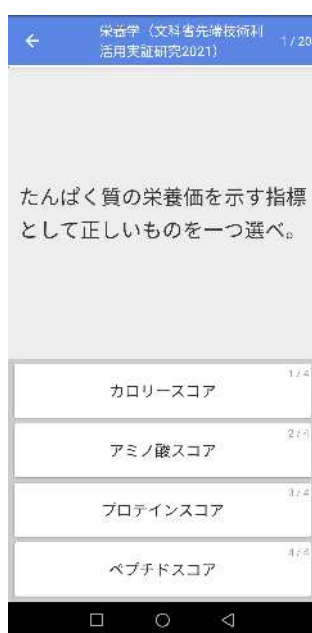 栄養学（文科省先端技術利
活用実証研究2021）
1 / 20
たんぱく質の栄養価を示す指標
として正しいものを一つ選べ。
1 / 4
カロリースコア
2 / 4
アミノ酸スコア
3 / 4
プロテインスコア
4 / 4
ペプチドスコア